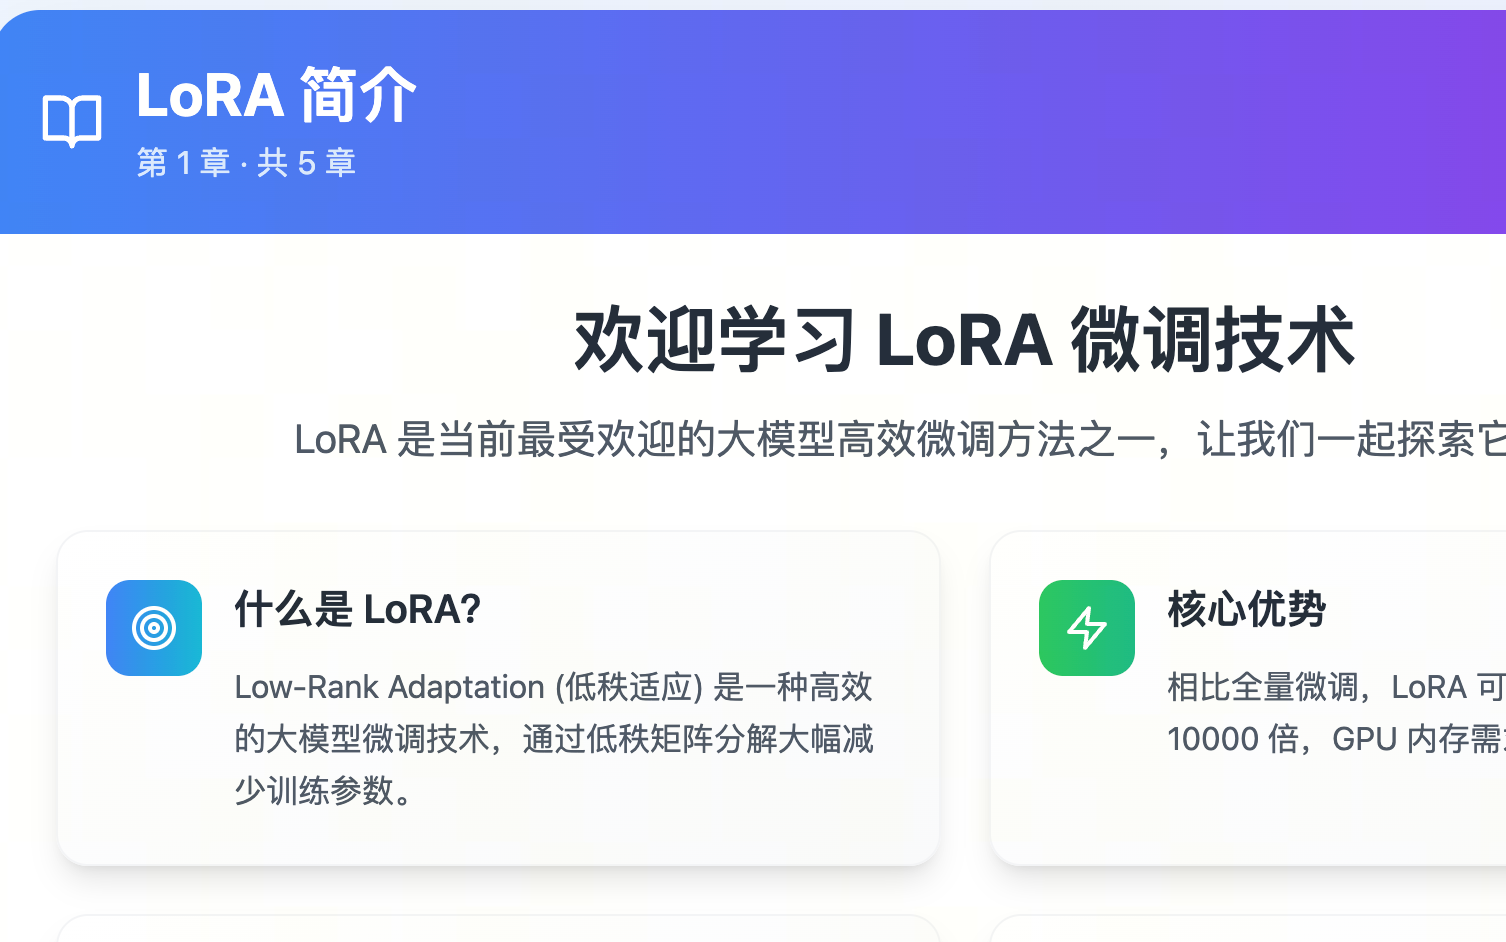 LoRA 简介
第 1 章 · 共 5 章
欢迎学习 LoRA 微调技术
LoRA 是当前最受欢迎的大模型高效微调方法之一，让我们一起探索它
什么是 LoRA?
Low-Rank Adaptation (低秩适应) 是一种高效
的大模型微调技术，通过低秩矩阵分解大幅减
少训练参数。
核心优势
相比全量微调，LoRA 可
10000 倍，GPU 内存需